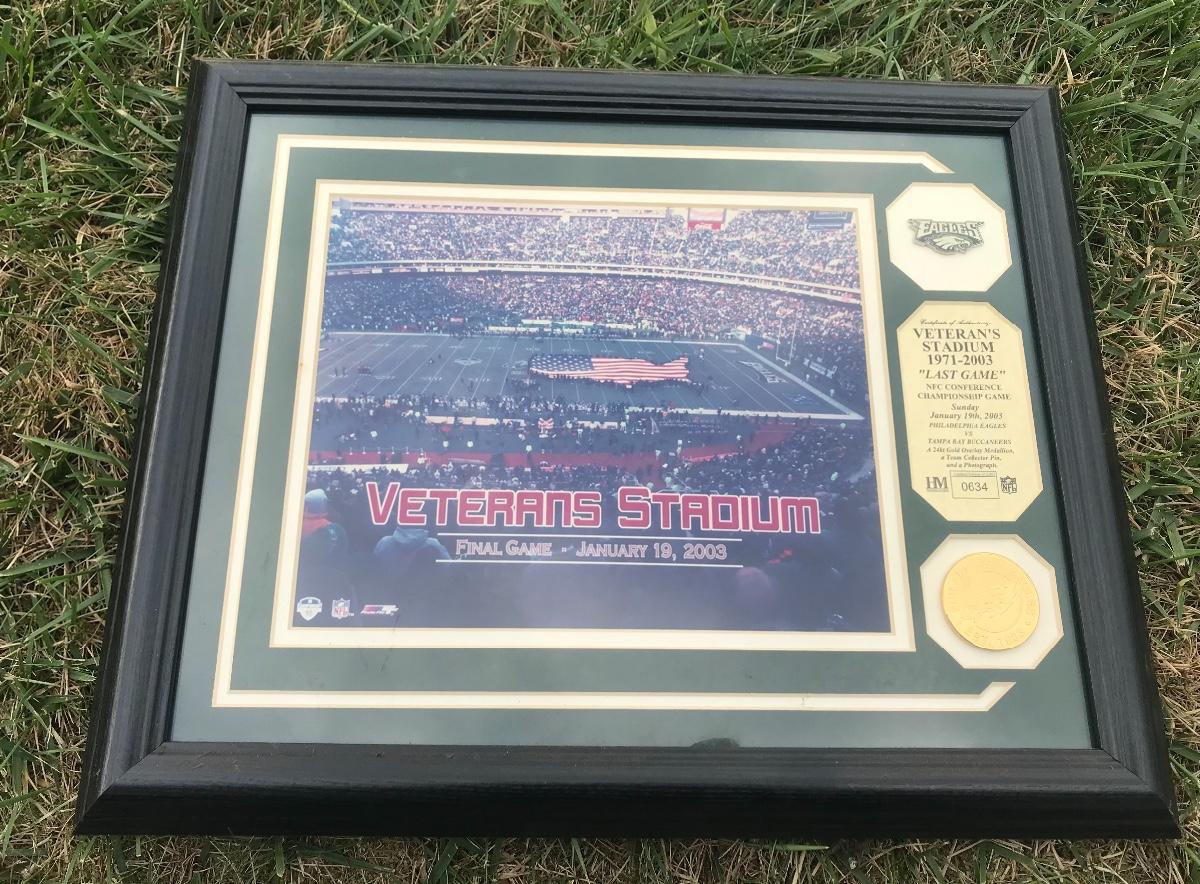 EAGLES
Certificate of Authenticity
VETERAN'S
STADIUM
1971-2003
"LAST GAME"
NFC CONFERENCE
CHAMPIONSHIP GAME
Sunday
January 19th, 2003
PHILADELPHIA EAGLES
VS
TAMPA BAY BUCCANEERS
A 24kt Gold Overlay Medallion,
a Team Collector Pin,
and a Photograph.
HM
0634
NFL
EAGLES
VETERANS STADIUM
FINAL GAME - JANUARY 19, 2003
NFL